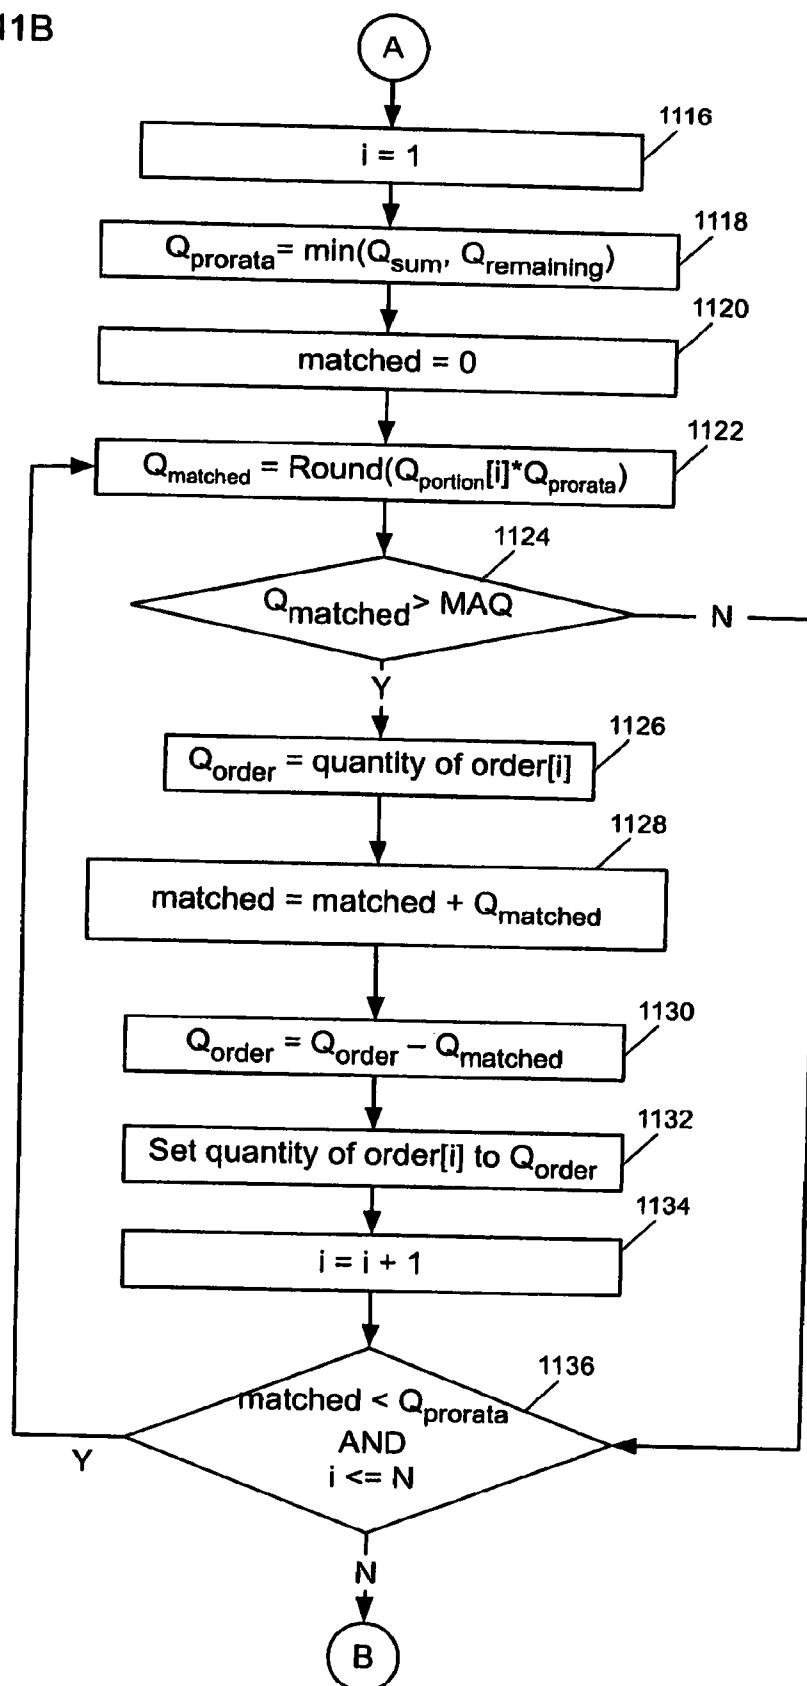 11B
A
1116
i = 1
1118
Qprorata= min(Qsum, Qremaining)
1120
matched = 0
1122
Qmatched = Round(Qportion[i]*Qprorata)
1124
Qmatched> MAQ
N
Y
1126
Qorder = quantity of order[i]
1128
matched = matched + Qmatched
1130
Qorder = Qorder – Qmatched
1132
Set quantity of order[i] to Qorder
1134
i = i + 1
1136
matched < Qprorata
AND
i <= N
Y
N
B